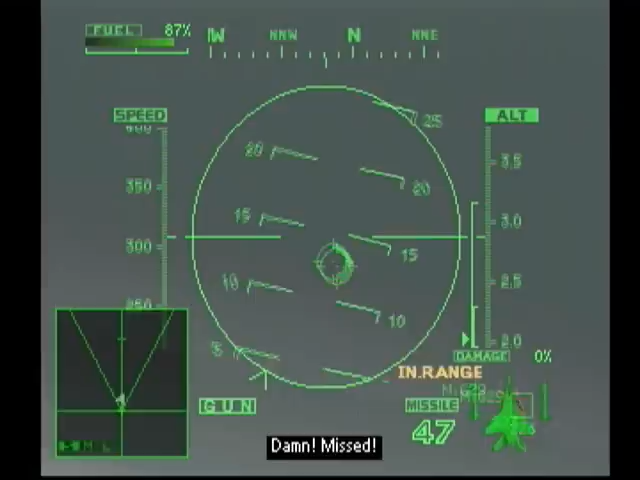 FUEL 87%
W NNW N NNE
SPEED
ALT
25
20
20
15
15
10
10
5
400
350
300
250
3.5
3.0
2.5
2.0
DAMAGE 0%
IN.RANGE
GUN
MISSILE
47
Damn! Missed!